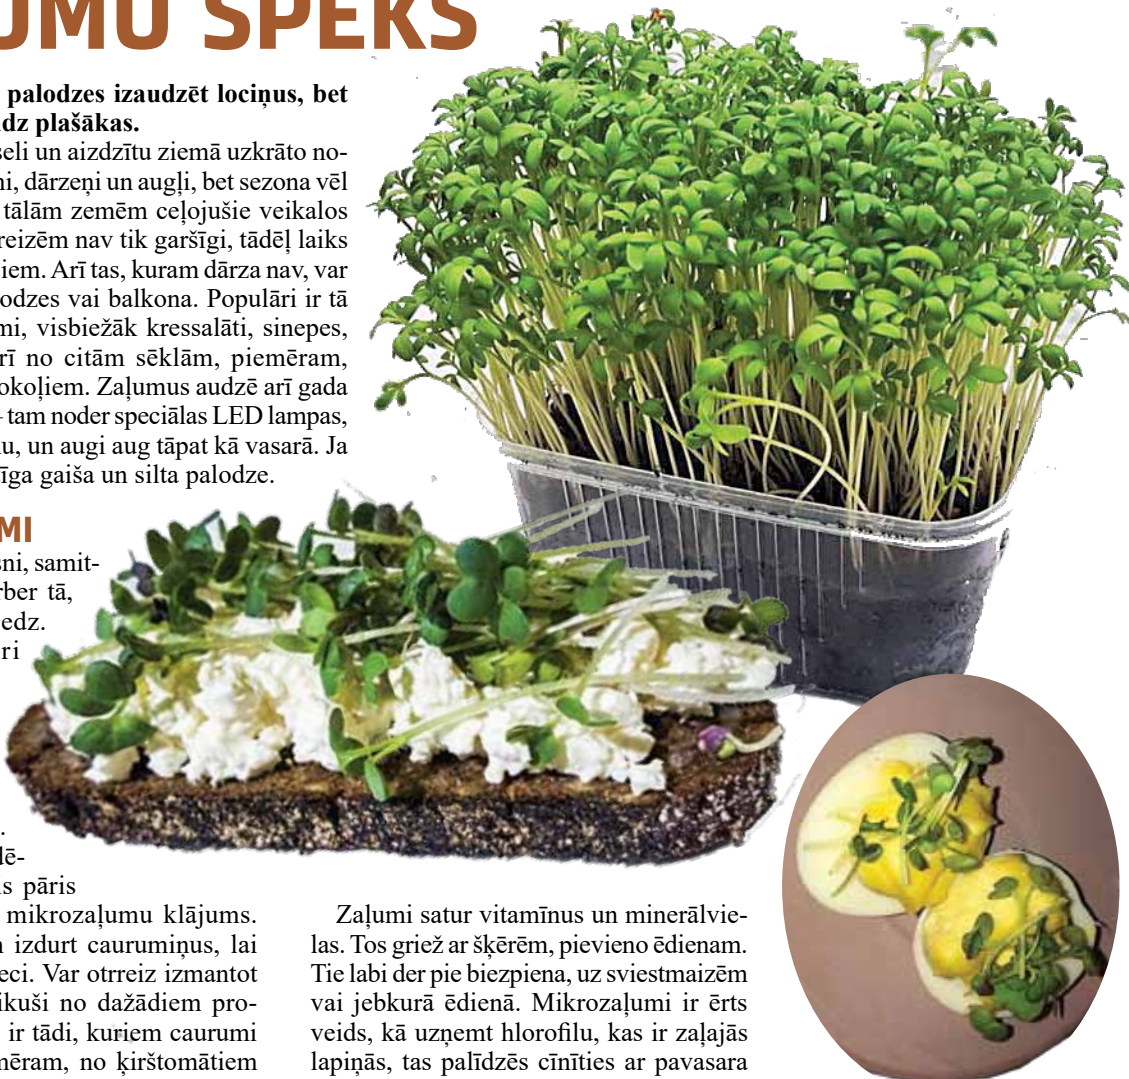 UMU SPĒKS
palodzes izaudzēt lociņus, bet
dz plašākas.
seli un aizdzītu ziemā uzkrāto no-
ni, dārzeņi un augļi, bet sezona vēl
tālām zemēm ceļojušie veikalos
reizēm nav tik garšīgi, tādēļ laiks
iem. Arī tas, kuram dārza nav, var
odzes vai balkona. Populāri ir tā
mi, visbiežāk kressalāti, sinepes,
rī no citām sēklām, piemēram,
okoļiem. Zaļumus audzē arī gada
- tam noder speciālas LED lampas,
u, un augi aug tāpat kā vasarā. Ja
īga gaiša un silta palodze.
MI
sni, samit-
rber tā,
edz.
ri
.
lē-
s pāris
mikrozaļumu klājums.
izdurt caurumiņus, lai
eci. Var otrreiz izmantot
ikuši no dažādiem pro-
ir tādi, kuriem caurumi
mēram, no ķirštomātiem
Zaļumi satur vitamīnus un minerālvie-
las. Tos griež ar šķērēm, pievieno ēdienam.
Tie labi der pie biezpiena, uz sviestmaizēm
vai jebkurā ēdienā. Mikrozaļumi ir ērts
veids, kā uzņemt hlorofilu, kas ir zaļajās
lapiņās, tas palīdzēs cīnīties ar pavasara